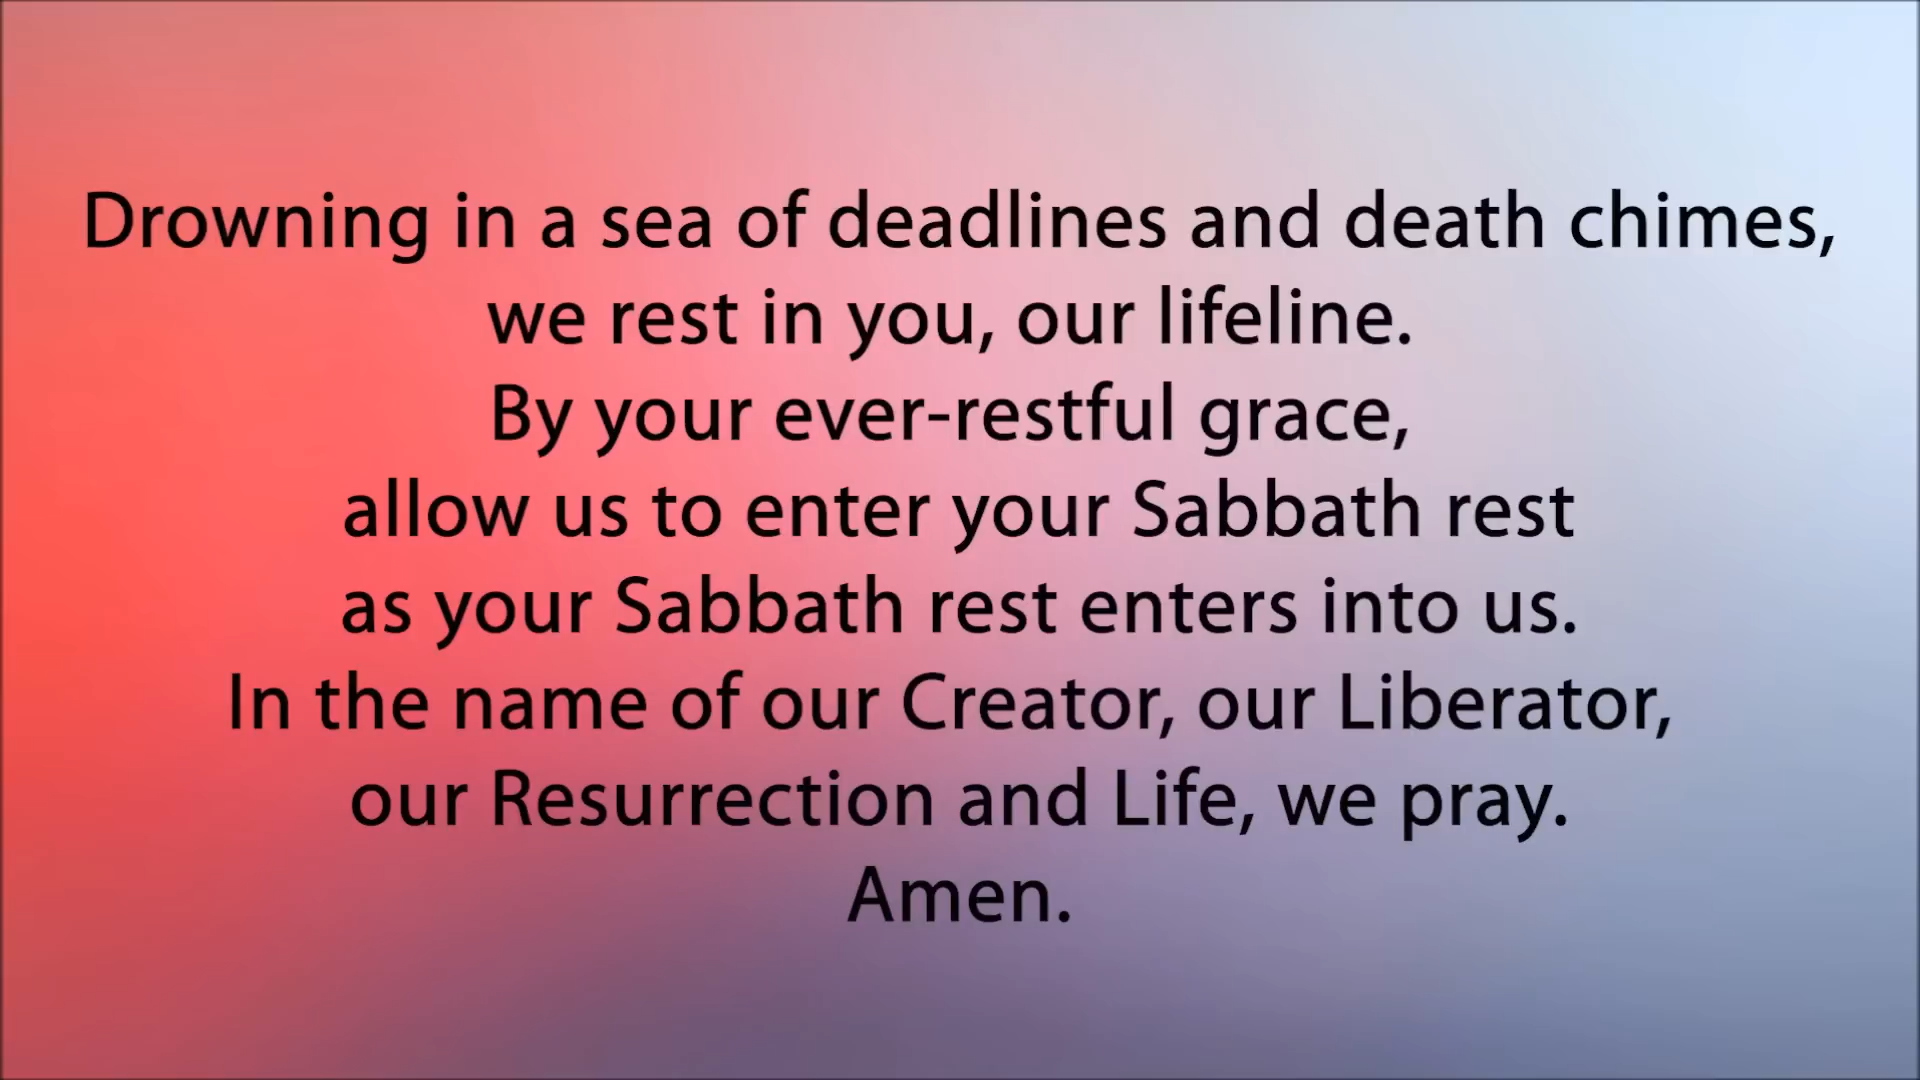 Drowning in a sea of deadlines and death chimes,
we rest in you, our lifeline.
By your ever-restful grace,
allow us to enter your Sabbath rest
as your Sabbath rest enters into us.
In the name of our Creator, our Liberator,
our Resurrection and Life, we pray.
Amen.